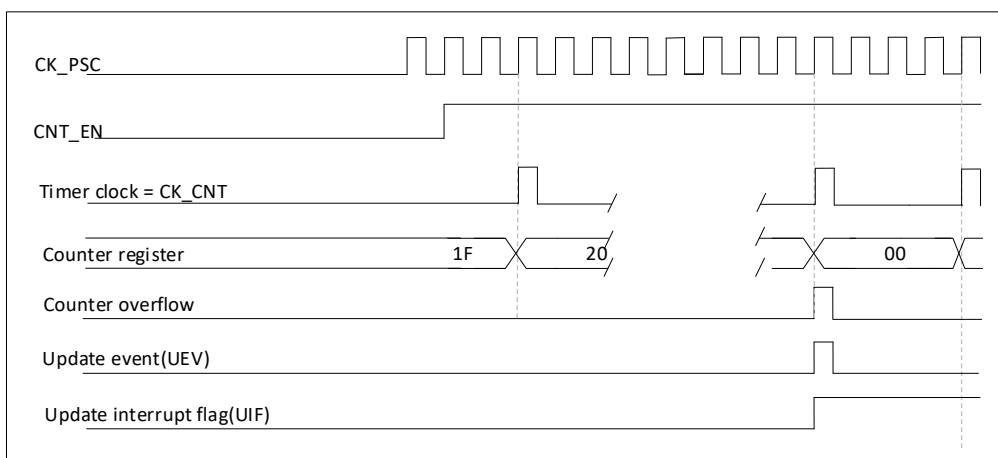 CK_PSC
CNT_EN
Timer clock = CK_CNT
Counter register 1F 20 00
Counter overflow
Update event(UEV)
Update interrupt flag(UIF)